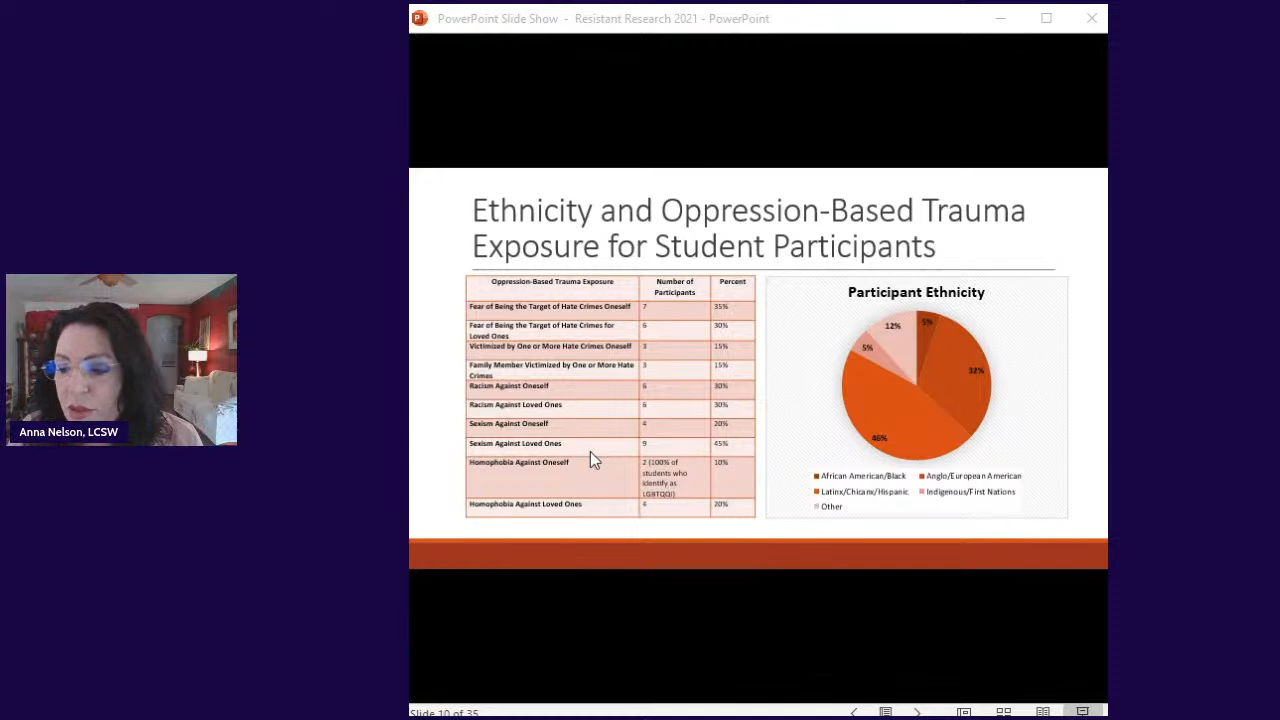 PowerPoint Slide Show - Resistant Research 2021 - PowerPoint
Ethnicity and Oppression-Based Trauma
Exposure for Student Participants
Oppression-Based Trauma Exposure Number of Participants Percent
Fear of Being the Target of Hate Crimes Oneself 7 35%
Fear of Being the Target of Hate Crimes for Loved Ones 6 30%
Victimized by One or More Hate Crimes Oneself 3 15%
Family Member Victimized by One or More Hate Crimes 3 15%
Racism Against Oneself 6 30%
Racism Against Loved Ones 6 30%
Sexism Against Oneself 4 20%
Sexism Against Loved Ones 9 45%
Homophobia Against Oneself 2 (100% of students who identify as LGBTQQI) 10%
Homophobia Against Loved Ones 4 20%
Participant Ethnicity
12% 5%
5%
32%
46%
African American/Black Anglo/European American
Latinx/Chicanx/Hispanic Indigenous/First Nations
Other
Anna Nelson, LCSW
Slide 10 of 35